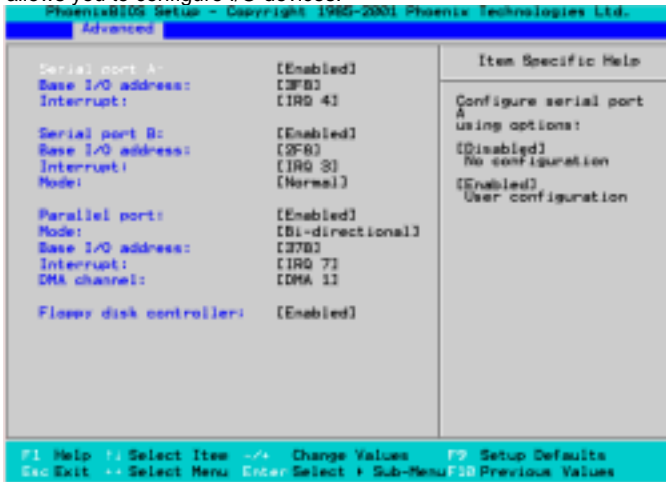 allows you to configure I/O devices.
PhoenixBIOS Setup - Copyright 1985-2001 Phoenix Technologies Ltd.
Advanced
Serial port A: [Enabled]
Base I/O address: [3F8]
Interrupt: [IRQ 4]
Serial port B: [Enabled]
Base I/O address: [2F8]
Interrupt: [IRQ 3]
Mode: [Normal]
Parallel port: [Enabled]
Mode: [Bi-directional]
Base I/O address: [378]
Interrupt: [IRQ 7]
DMA channel: [DMA 1]
Floppy disk controller: [Enabled]
Item Specific Help
Configure serial port
A
using options:
[Disabled]
No configuration
[Enabled]
User configuration
F1 Help ↑↓ Select Item -/+ Change Values F9 Setup Defaults
Esc Exit ↔ Select Menu Enter Select ▸ Sub-Menu F10 Previous Values